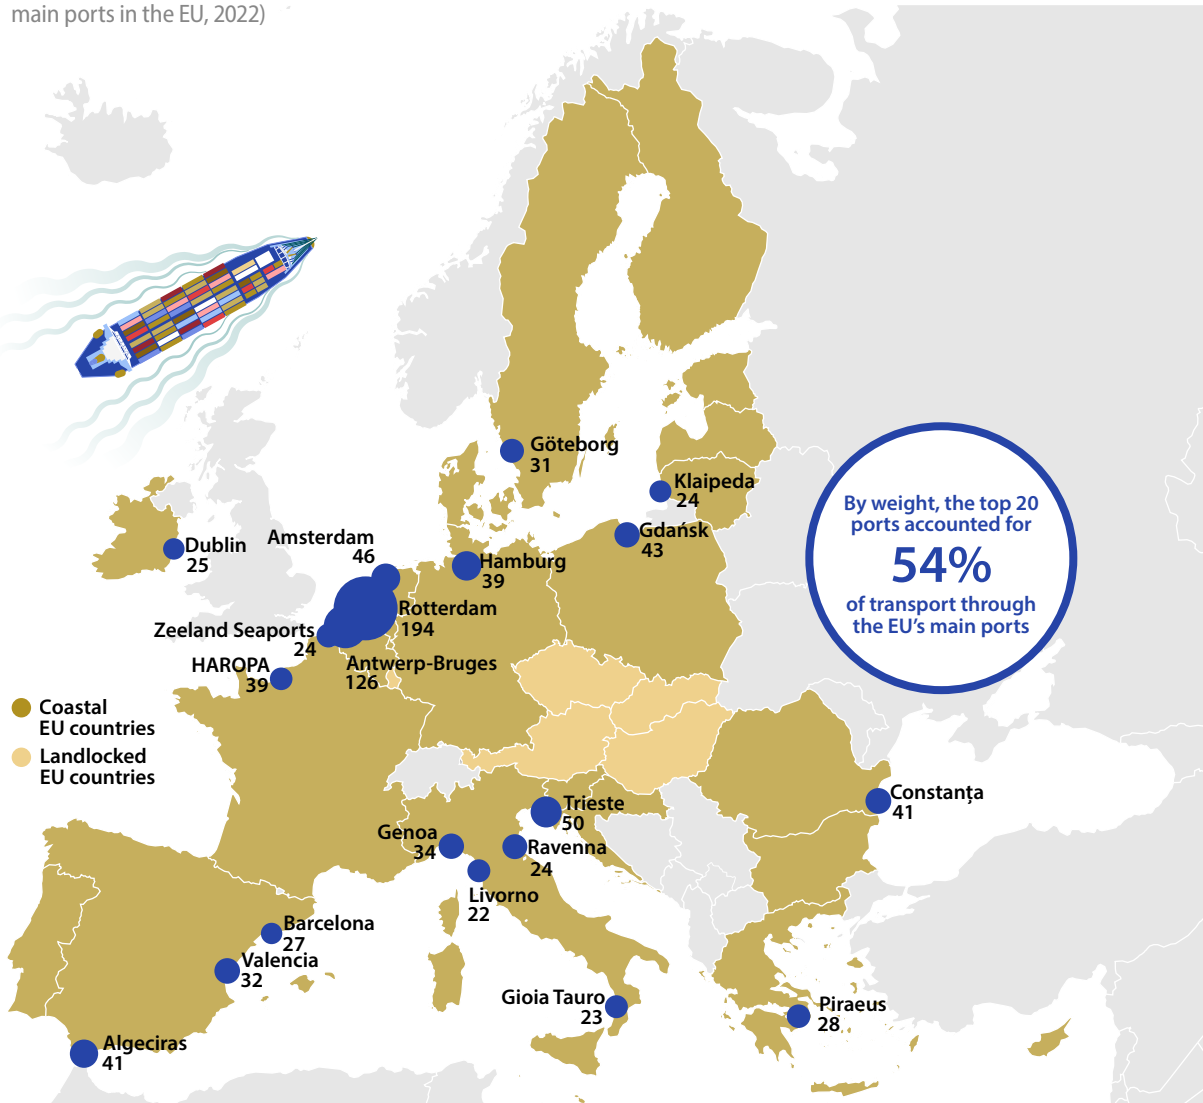 main ports in the EU, 2022)
Göteborg
31
Klaipeda
24
Gdańsk
43
Dublin
25
Amsterdam
46
Hamburg
39
Rotterdam
194
Zeeland Seaports
24
Antwerp-Bruges
126
HAROPA
39
By weight, the top 20
ports accounted for
54%
of transport through
the EU's main ports
Coastal
EU countries
Landlocked
EU countries
Trieste
50
Constanța
41
Genoa
34
Ravenna
24
Livorno
22
Barcelona
27
Valencia
32
Gioia Tauro
23
Piraeus
28
Algeciras
41